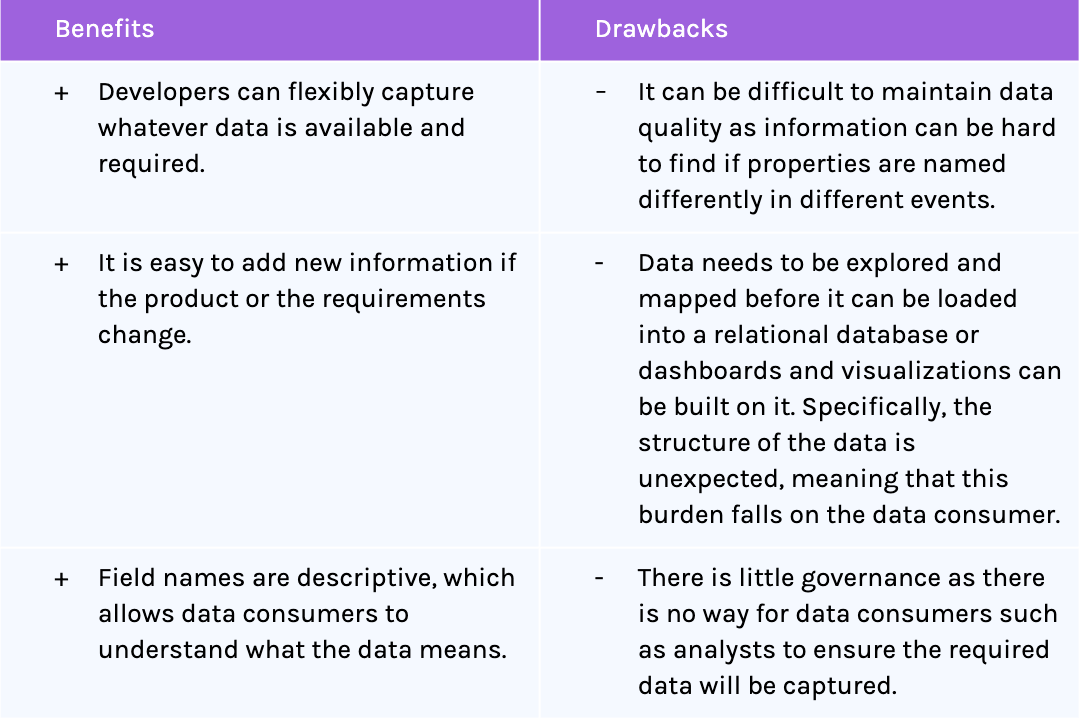 Benefits
Drawbacks
+ Developers can flexibly capture
whatever data is available and
required.
– It can be difficult to maintain data
quality as information can be hard
to find if properties are named
differently in different events.
+ It is easy to add new information if
the product or the requirements
change.
- Data needs to be explored and
mapped before it can be loaded
into a relational database or
dashboards and visualizations can
be built on it. Specifically, the
structure of the data is
unexpected, meaning that this
burden falls on the data consumer.
+ Field names are descriptive, which
allows data consumers to
understand what the data means.
- There is little governance as there
is no way for data consumers such
as analysts to ensure the required
data will be captured.